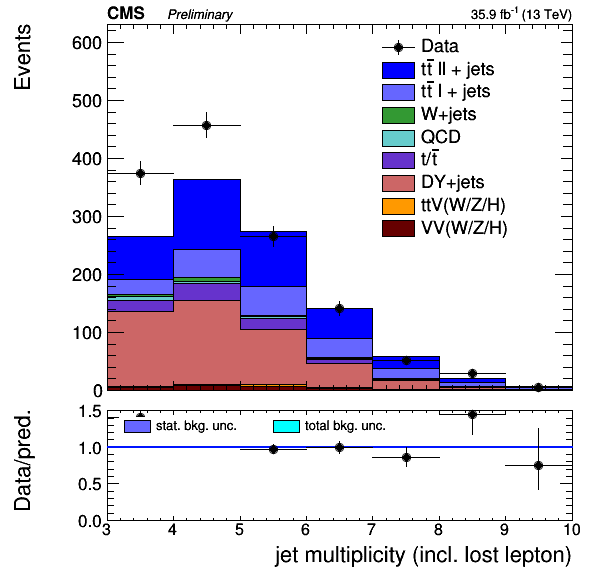 CMS Preliminary 35.9 fb⁻¹ (13 TeV)
Events
600
500
400
300
200
100
0
Data
tt̄ ll + jets
tt̄ l + jets
W+jets
QCD
t/t̄
DY+jets
ttV(W/Z/H)
VV(W/Z/H)
Data/pred.
1.5
1.0
0.5
0.0
stat. bkg. unc. total bkg. unc.
3 4 5 6 7 8 9 10
jet multiplicity (incl. lost lepton)